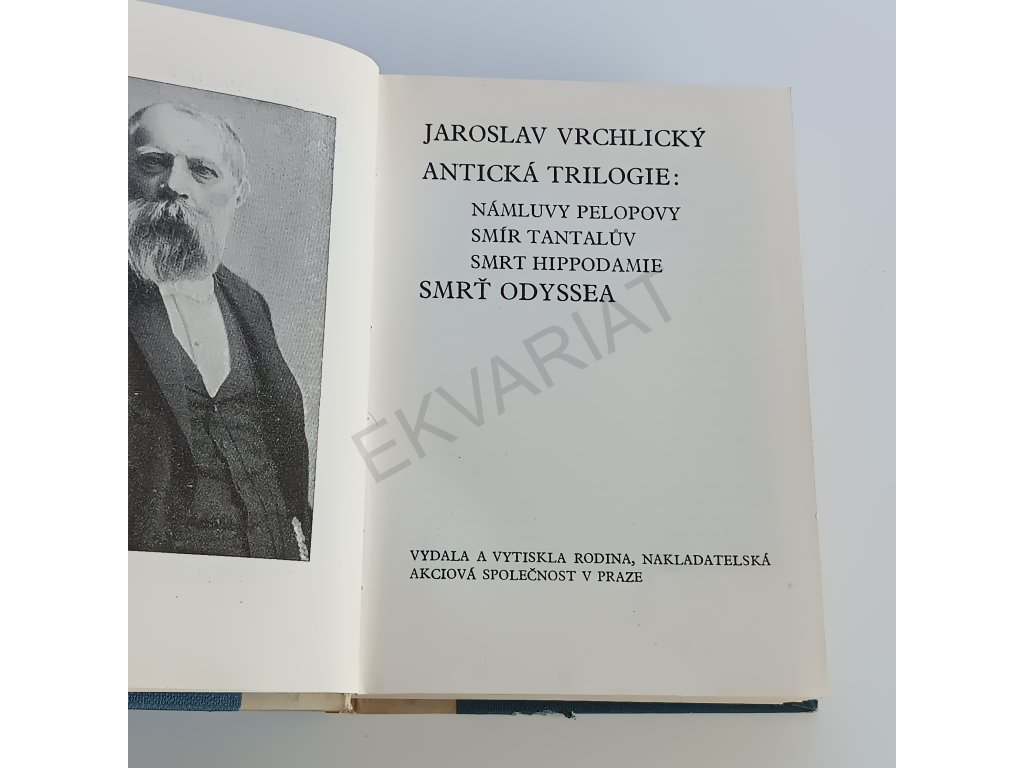 JAROSLAV VRCHLICKÝ
ANTICKÁ TRILOGIE:
NÁMLUVY PELOPOVY
SMÍR TANTALŮV
SMRT HIPPODAMIE
SMRŤ ODYSSEA
EKVARIAT
VYDALA A VYTISKLA RODINA, NAKLADATELSKÁ
AKCIOVÁ SPOLEČNOST V PRAZE